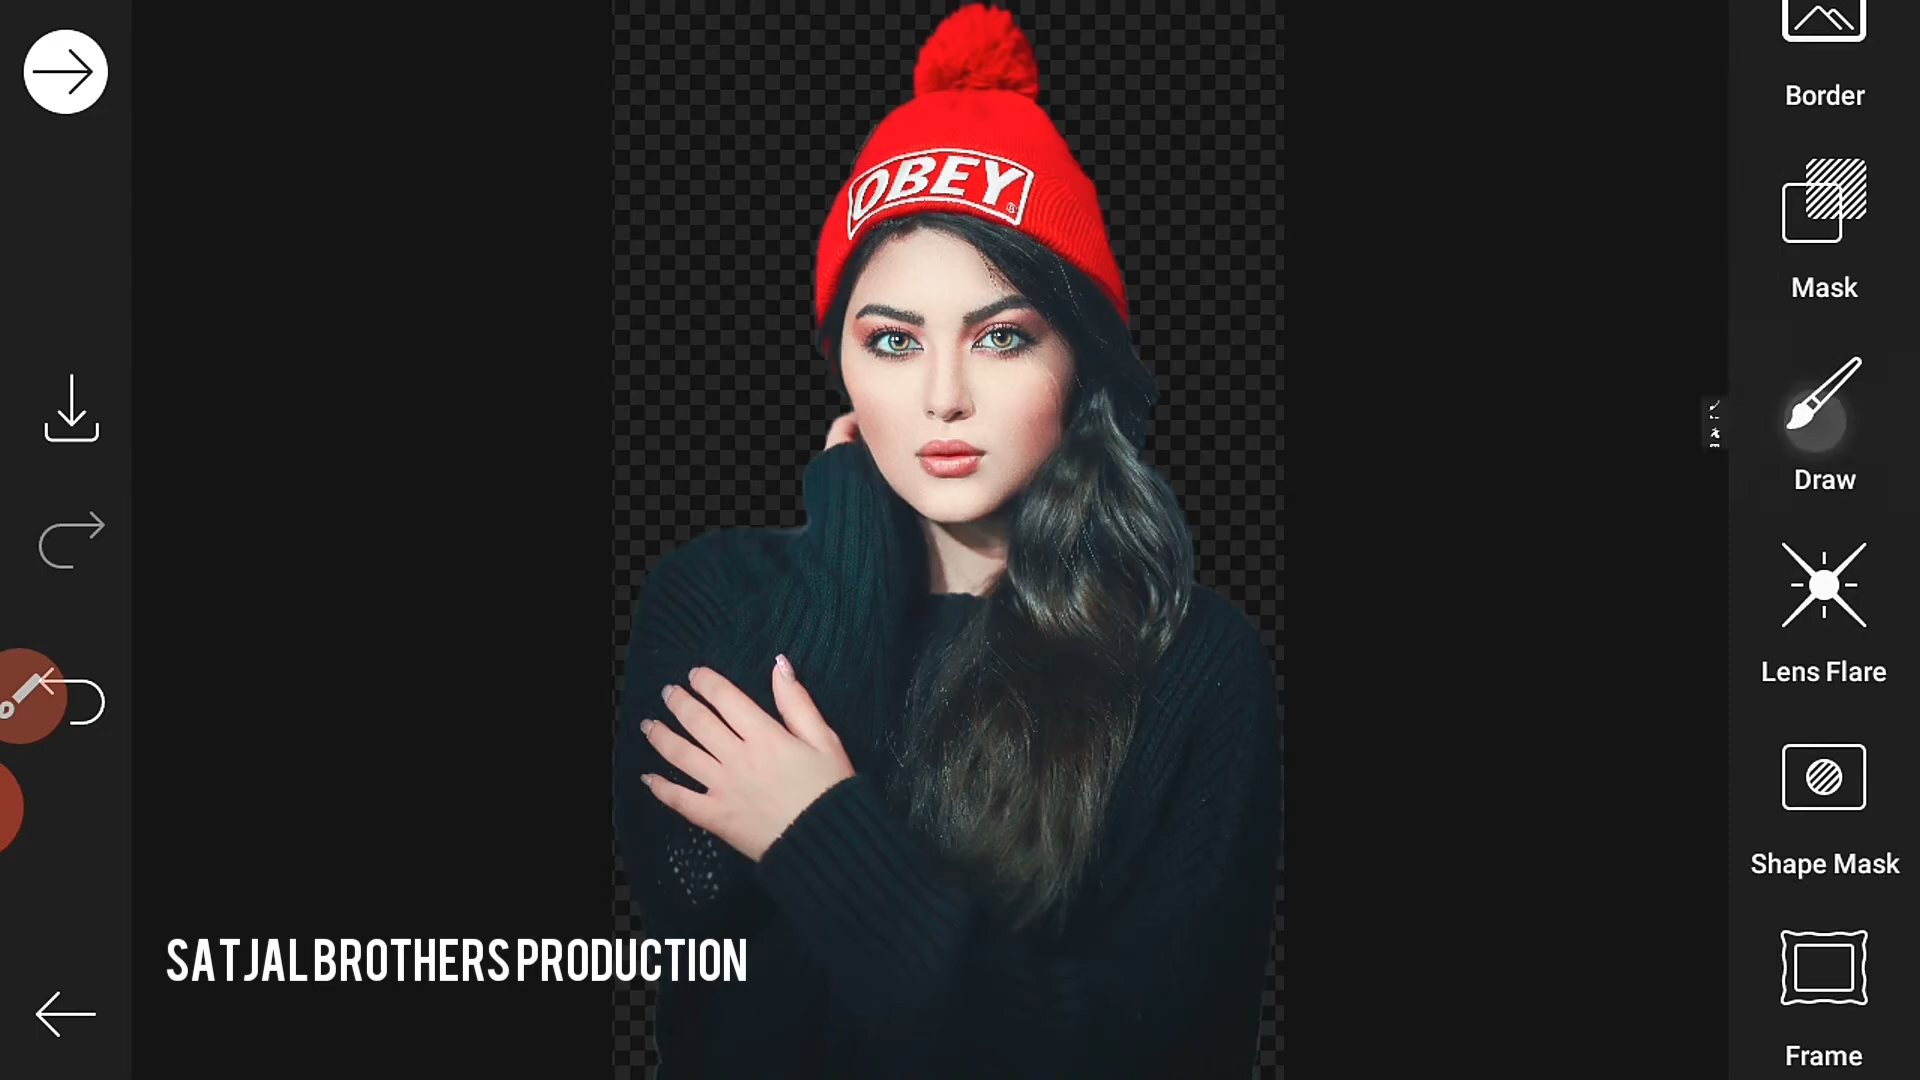 OBEY
®
Border
Mask
Draw
Lens Flare
Shape Mask
Frame
SATJAL BROTHERS PRODUCTION